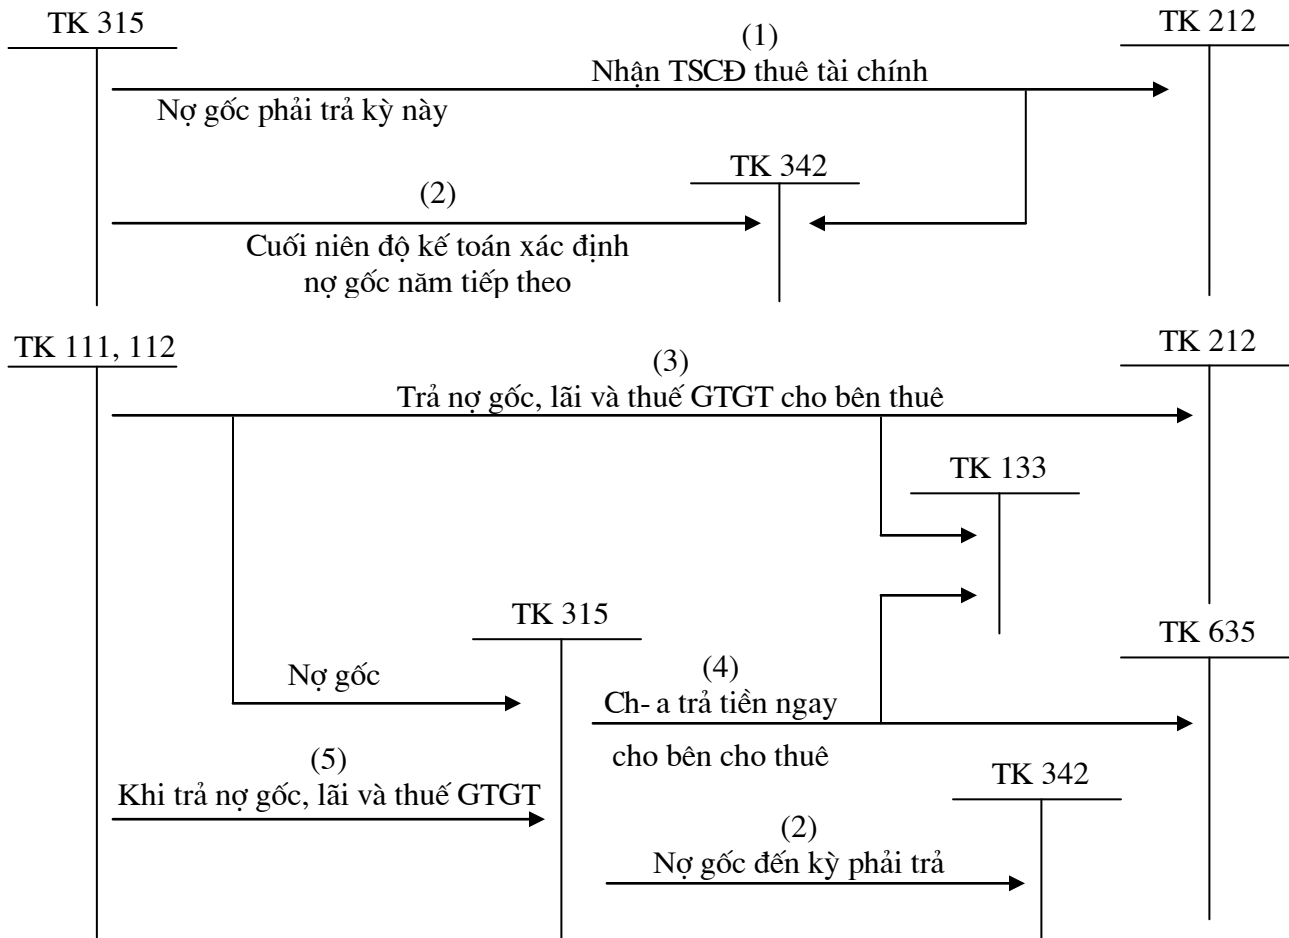 TK 315
TK 212
(1)
Nhận TSCĐ thuê tài chính
Nợ gốc phải trả kỳ này
TK 342
(2)
Cuối niên độ kế toán xác định
nợ gốc năm tiếp theo
TK 111, 112
TK 212
(3)
Trả nợ gốc, lãi và thuế GTGT cho bên thuê
TK 133
TK 315
TK 635
Nợ gốc
(4)
Ch- a trả tiền ngay
cho bên cho thuê
(5)
Khi trả nợ gốc, lãi và thuế GTGT
TK 342
(2)
Nợ gốc đến kỳ phải trả